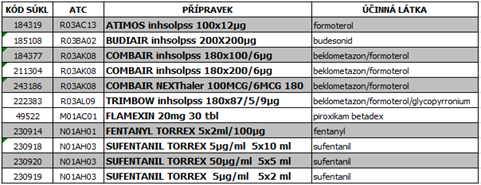 KÓD SÚKL ATC PŘÍPRAVEK ÚČINNÁ LÁTKA
184319 R03AC13 ATIMOS inhsolpss 100x12µg formoterol
185108 R03BA02 BUDIAIR inhsolpss 200X200µg budesonid
184377 R03AK08 COMBAIR inhsolpss 180x100/6µg beklometazon/formoterol
211304 R03AK08 COMBAIR inhsolpss 180x200/6µg beklometazon/formoterol
243186 R03AK08 COMBAIR NEXThaler 100MCG/6MCG 180 beklometazon/formoterol
222383 R03AL09 TRIMBOW inhsolpss 180x87/5/9µg beklometazon/formoterol/glycopyrronium
49522 M01AC01 FLAMEXIN 20mg 30 tbl piroxikam betadex
230914 N01AH01 FENTANYL TORREX 5x2ml/100µg fentanyl
230918 N01AH03 SUFENTANIL TORREX 5µg/ml 5x10 ml sufentanil
230920 N01AH03 SUFENTANIL TORREX 50µg/ml 5x5 ml sufentanil
230919 N01AH03 SUFENTANIL TORREX 5µg/ml 5x2 ml sufentanil